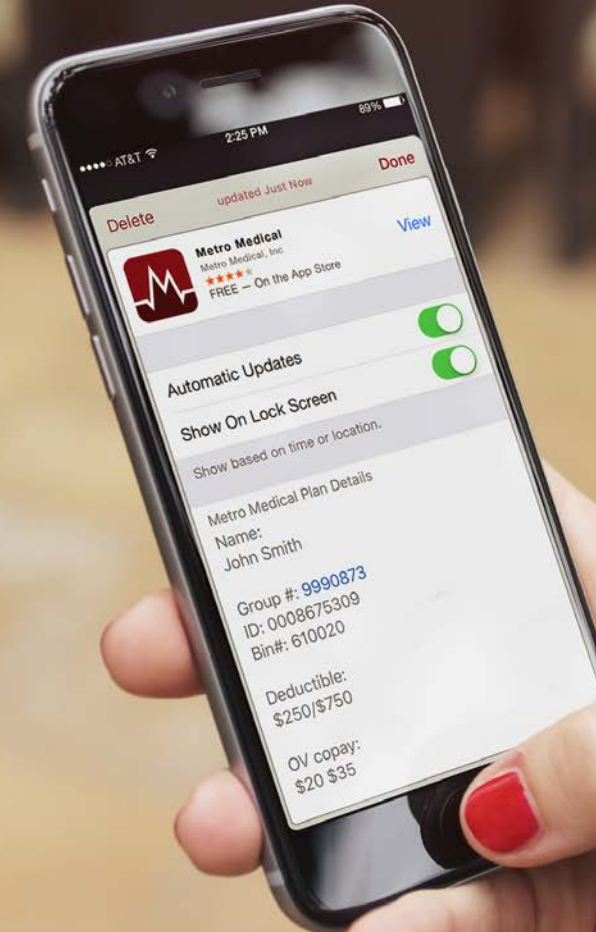 AT&T 2:25 PM 89%
Delete updated Just Now Done
Metro Medical
Metro Medical, Inc
FREE – On the App Store
View
Automatic Updates
Show On Lock Screen
Show based on time or location.
Metro Medical Plan Details
Name:
John Smith
Group #: 9990873
ID: 0008675309
Bin#: 610020
Deductible:
$250/$750
OV copay:
$20 $35